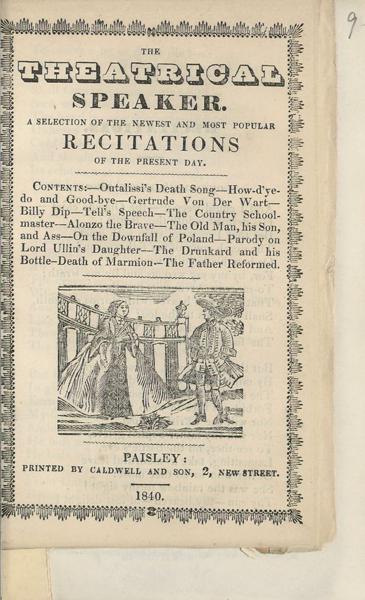 9
THE
THEATRICAL
SPEAKER.
A SELECTION OF THE NEWEST AND MOST POPULAR
RECITATIONS
OF THE PRESENT DAY.
CONTENTS:—Outalissi's Death Song—How-d'ye-
do and Good-bye—Gertrude Von Der Wart—
Billy Dip—Tell's Speech—The Country School-
master—Alonzo the Brave—The Old Man, his Son,
and Ass—On the Downfall of Poland—Parody on
Lord Ullin's Daughter—The Drunkard and his
Bottle—Death of Marmion—The Father Reformed.
PAISLEY:
PRINTED BY CALDWELL AND SON, 2, NEW STREET.
1840.